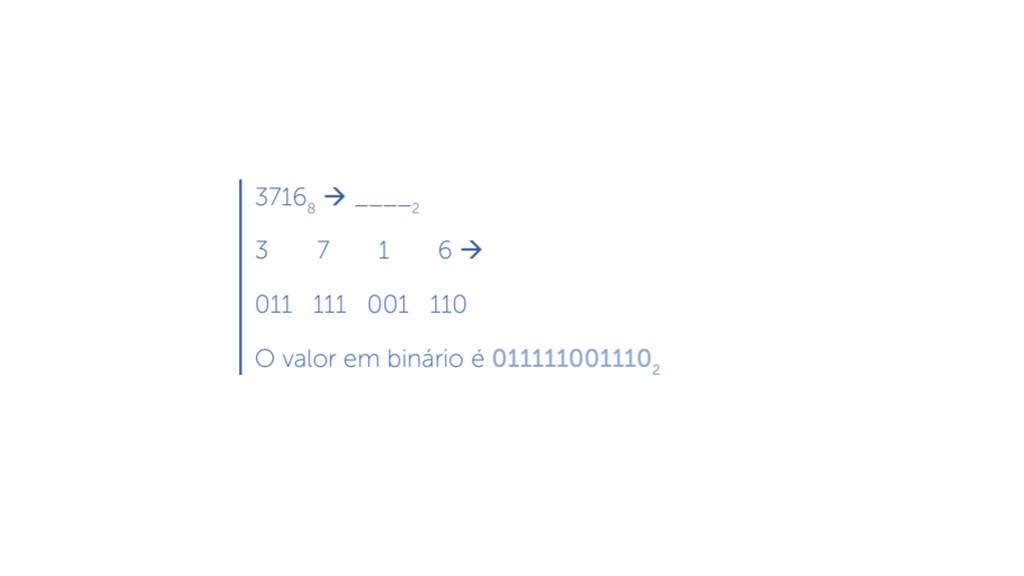 3716₈ → ____₂
3 7 1 6 →
011 111 001 110
O valor em binário é 011111001110₂